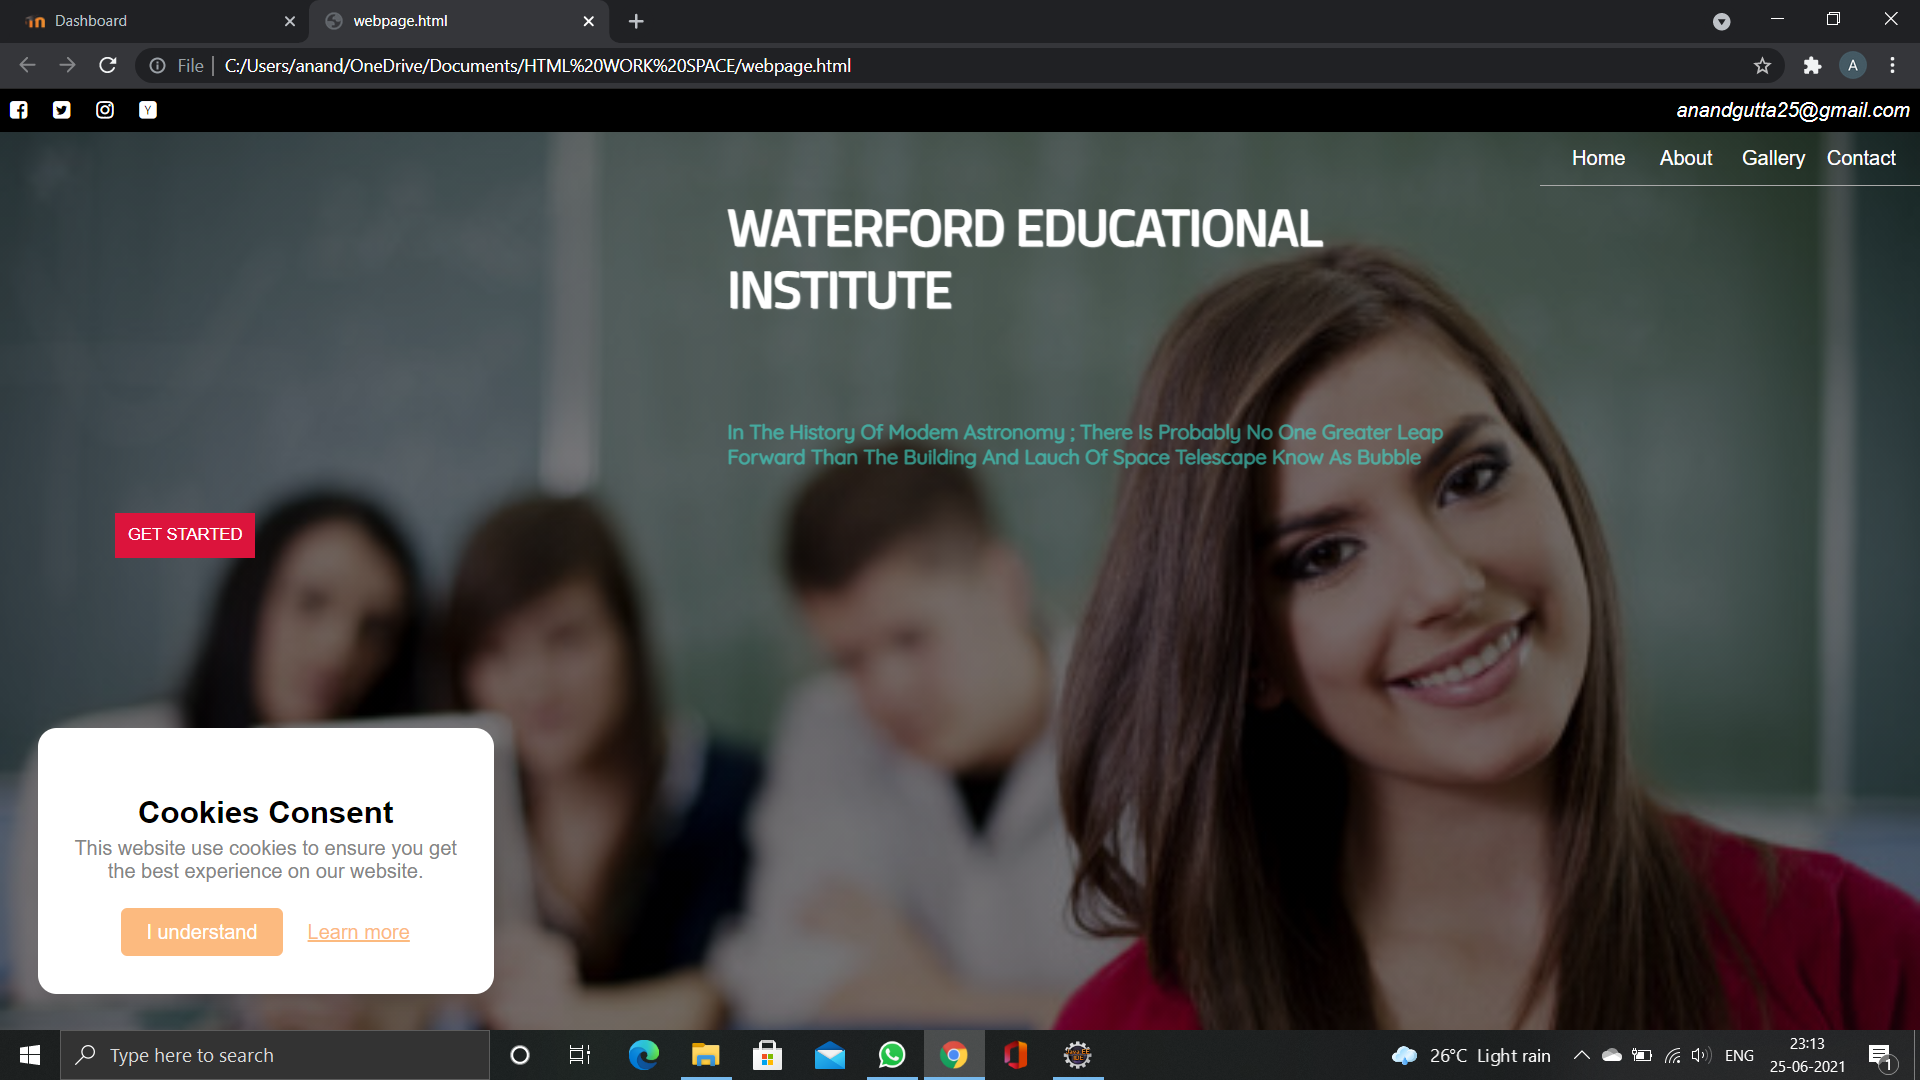 Dashboard
webpage.html
File | C:/Users/anand/OneDrive/Documents/HTML%20WORK%20SPACE/webpage.html
A
Y
anandgutta25@gmail.com
Home About Gallery Contact
WATERFORD EDUCATIONAL
INSTITUTE
In The History Of Modern Astronomy ; There Is Probably No One Greater Leap
Forward Than The Building And Lauch Of Space Telescape Know As Bubble
GET STARTED
Cookies Consent
This website use cookies to ensure you get
the best experience on our website.
I understand Learn more
Type here to search
26°C Light rain
ENG
23:13
25-06-2021
1